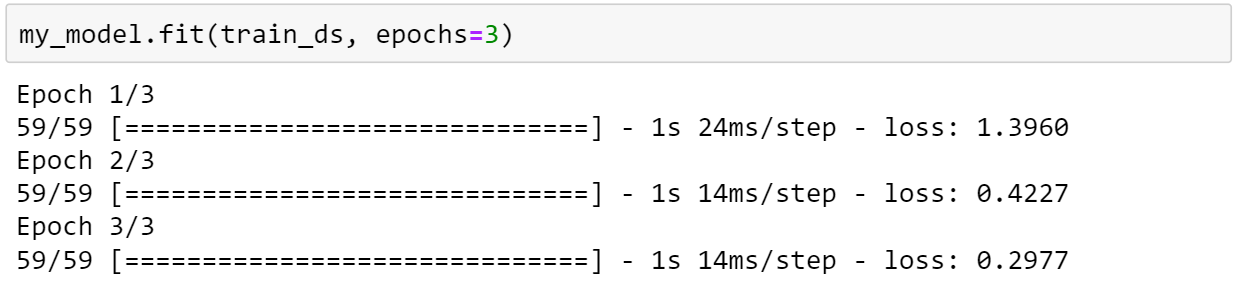 my_model.fit(train_ds, epochs=3)
Epoch 1/3
59/59 [==============================] - 1s 24ms/step - loss: 1.3960
Epoch 2/3
59/59 [==============================] - 1s 14ms/step - loss: 0.4227
Epoch 3/3
59/59 [==============================] - 1s 14ms/step - loss: 0.2977